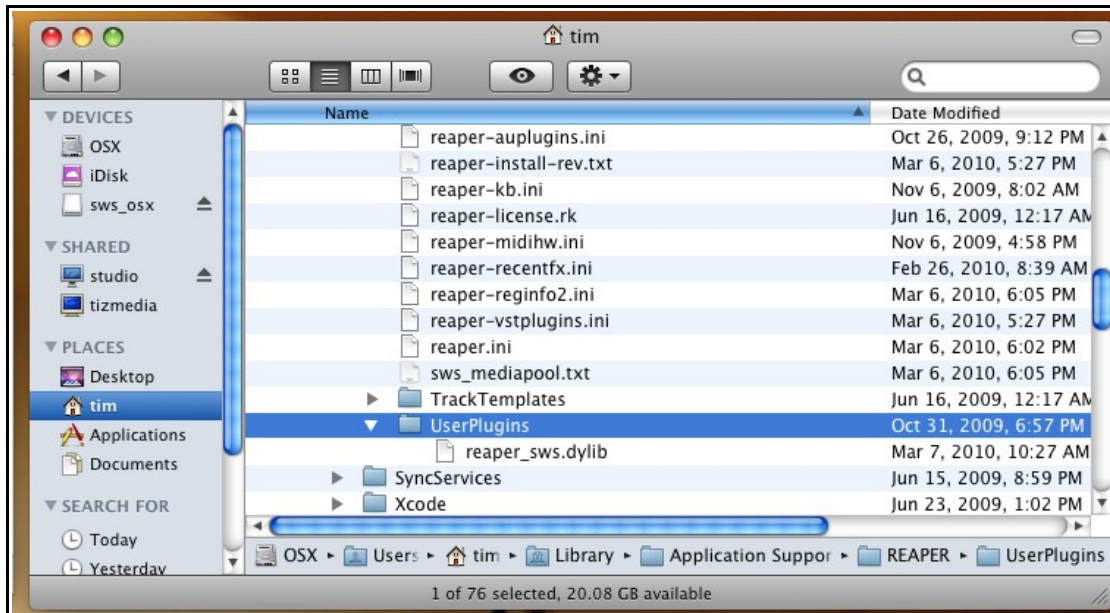 tim
DEVICES
OSX
iDisk
sws_osx
SHARED
studio
tizmedia
PLACES
Desktop
tim
Applications
Documents
SEARCH FOR
Today
Yesterday
Name Date Modified
reaper-auplugins.ini Oct 26, 2009, 9:12 PM
reaper-install-rev.txt Mar 6, 2010, 5:27 PM
reaper-kb.ini Nov 6, 2009, 8:02 AM
reaper-license.rk Jun 16, 2009, 12:17 AM
reaper-midihw.ini Nov 6, 2009, 4:58 PM
reaper-recentfx.ini Feb 26, 2010, 8:39 AM
reaper-reginfo2.ini Mar 6, 2010, 6:05 PM
reaper-vstplugins.ini Mar 6, 2010, 5:27 PM
reaper.ini Mar 6, 2010, 6:02 PM
sws_mediapool.txt Mar 6, 2010, 6:05 PM
TrackTemplates Jun 16, 2009, 12:17 AM
UserPlugins Oct 31, 2009, 6:57 PM
reaper_sws.dylib Mar 7, 2010, 10:27 AM
SyncServices Jun 15, 2009, 8:59 PM
Xcode Jun 23, 2009, 1:02 PM
OSX ▸ Users ▸ tim ▸ Library ▸ Application Suppor ▸ REAPER ▸ UserPlugins
1 of 76 selected, 20.08 GB available